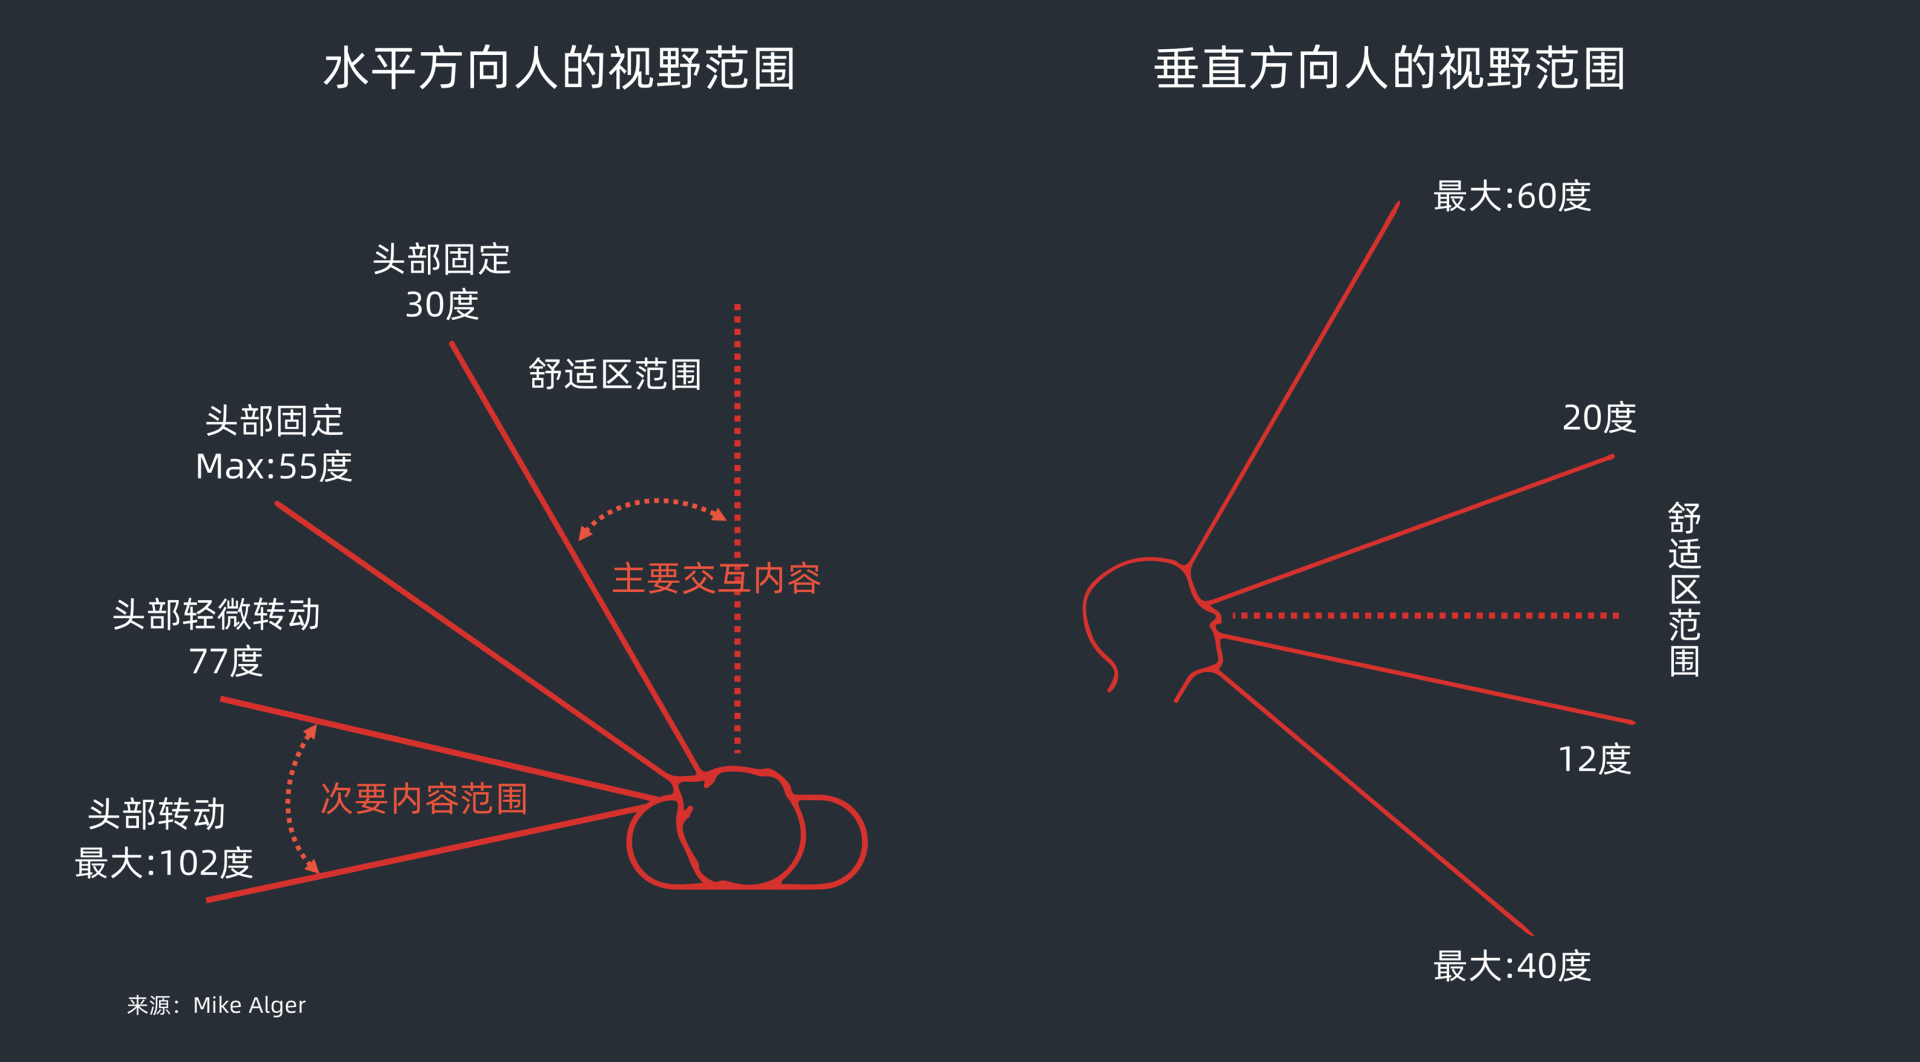 水平方向人的视野范围
头部固定
30度
舒适区范围
头部固定
Max:55度
主要交互内容
头部轻微转动
77度
次要内容范围
头部转动
最大:102度
来源：Mike Alger
垂直方向人的视野范围
最大:60度
20度
舒适区范围
12度
最大:40度